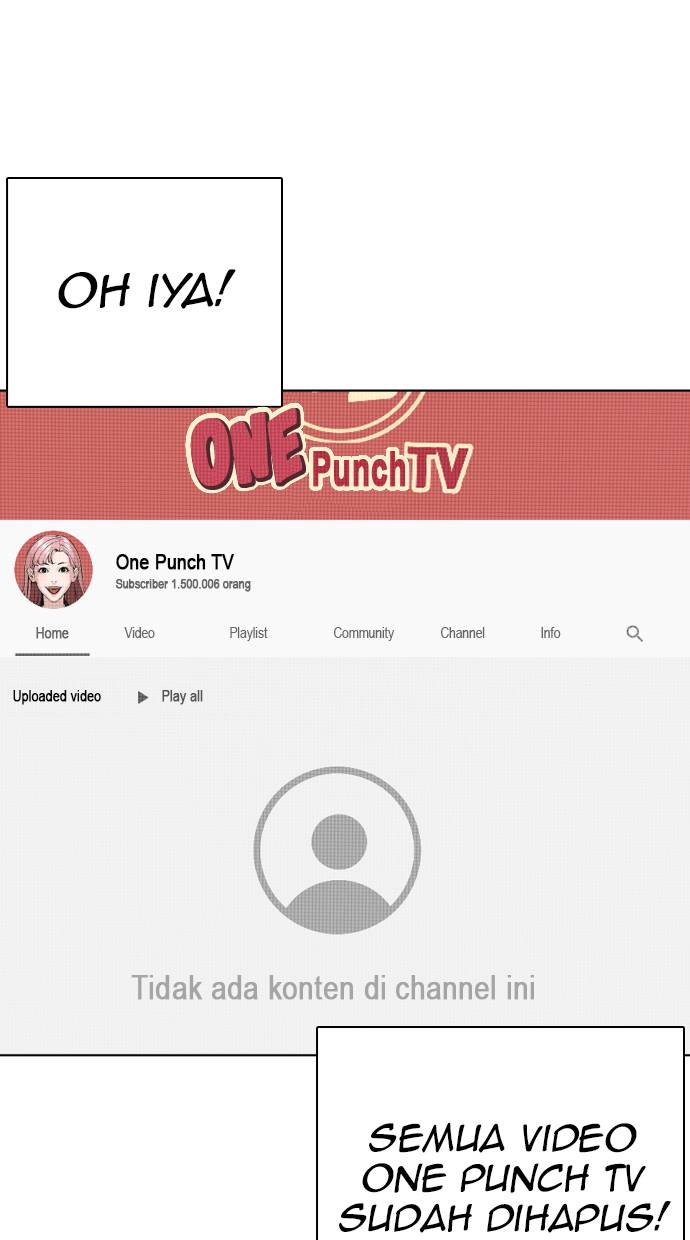 OH IYA!
ONE PunchTV
One Punch TV
Subscriber 1.500.006 orang
Home Video Playlist Community Channel Info
Uploaded video Play all
Tidak ada konten di channel ini
SEMUA VIDEO
ONE PUNCH TV
SUDAH DIHAPUS!